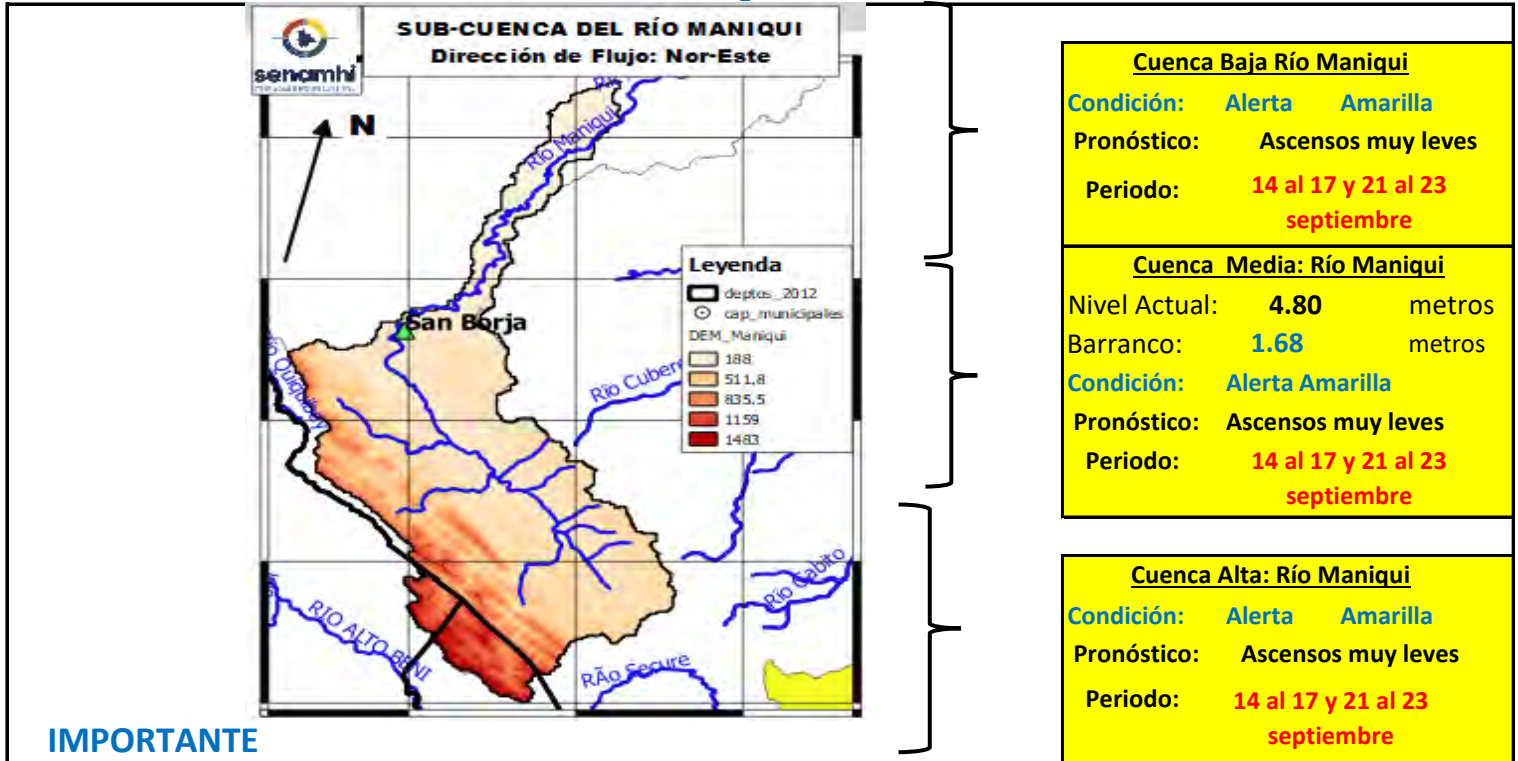 senamhi
SUB-CUENCA DEL RÍO MANIQUI
Dirección de Flujo: Nor-Este
N
Río Maniqui
San Borja
Río Quiquibey
Río Cubere
RIO ALTO BENI
RÃo Secure
Río Cabito
Leyenda
deptos_2012
cap_municipales
DEM_Maniqui
188
511.8
835.5
1159
1483
Cuenca Baja Río Maniqui
Condición: Alerta Amarilla
Pronóstico: Ascensos muy leves
Periodo: 14 al 17 y 21 al 23
septiembre
Cuenca Media: Río Maniqui
Nivel Actual: 4.80 metros
Barranco: 1.68 metros
Condición: Alerta Amarilla
Pronóstico: Ascensos muy leves
Periodo: 14 al 17 y 21 al 23
septiembre
Cuenca Alta: Río Maniqui
Condición: Alerta Amarilla
Pronóstico: Ascensos muy leves
Periodo: 14 al 17 y 21 al 23
septiembre
IMPORTANTE